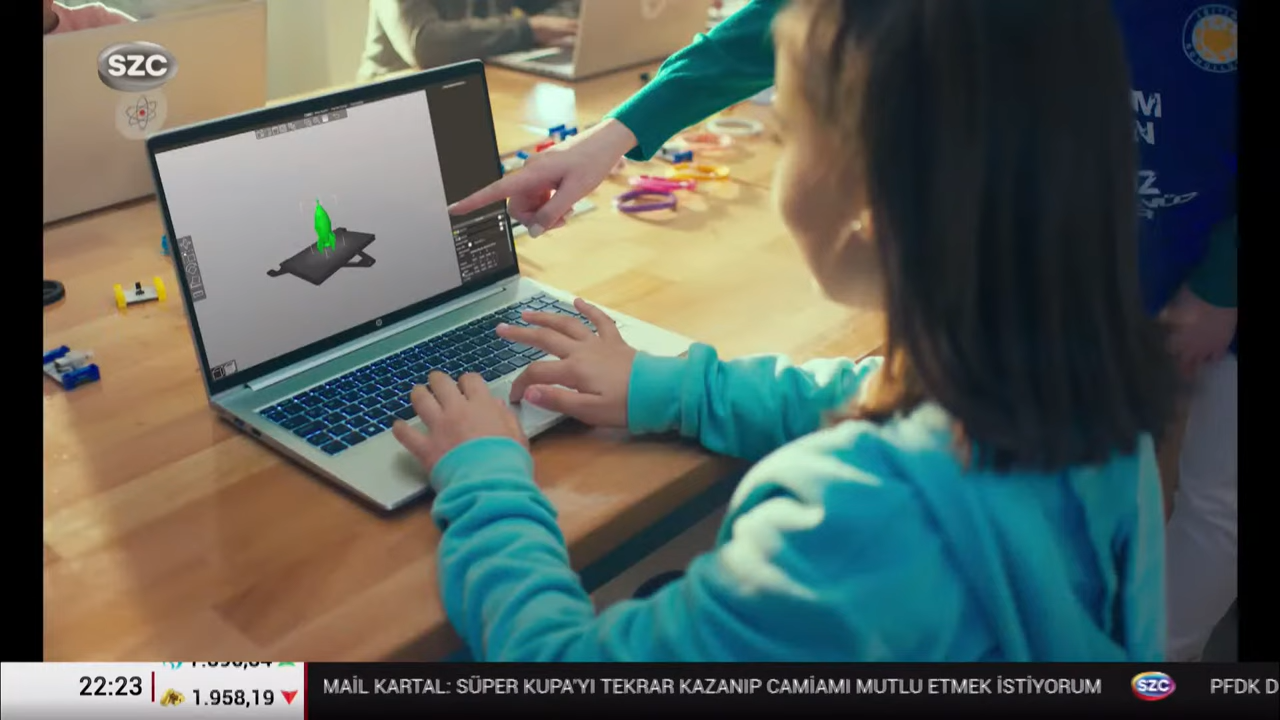 SZC
M
N
Z
22:23
1.958,19
MAİL KARTAL: SÜPER KUPA'YI TEKRAR KAZANIP CAMİAMI MUTLU ETMEK İSTİYORUM
SZC
PFDK D